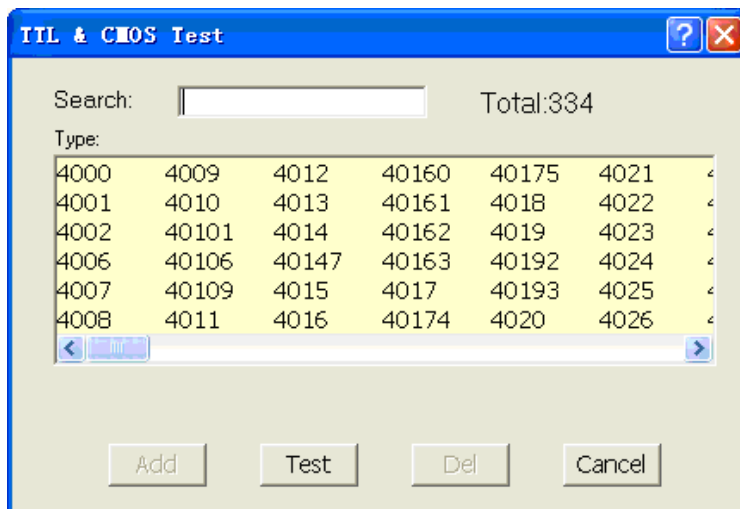 TTL & CMOS Test
Search: Total:334
Type:
4000 4009 4012 40160 40175 4021
4001 4010 4013 40161 4018 4022
4002 40101 4014 40162 4019 4023
4006 40106 40147 40163 40192 4024
4007 40109 4015 4017 40193 4025
4008 4011 4016 40174 4020 4026
Add Test Del Cancel